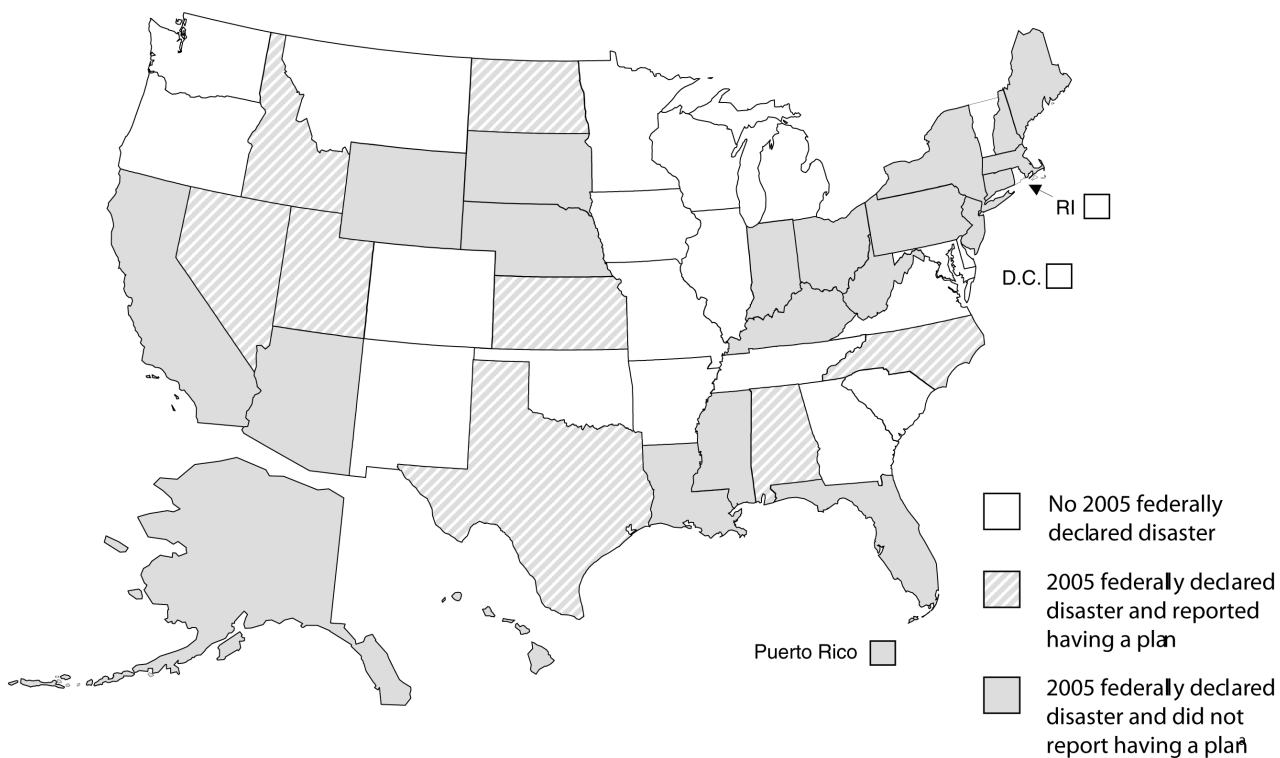 RI
D.C.
No 2005 federally
declared disaster
2005 federally declared
disaster and reported
having a plan
Puerto Rico
2005 federally declared
disaster and did not
report having a planª